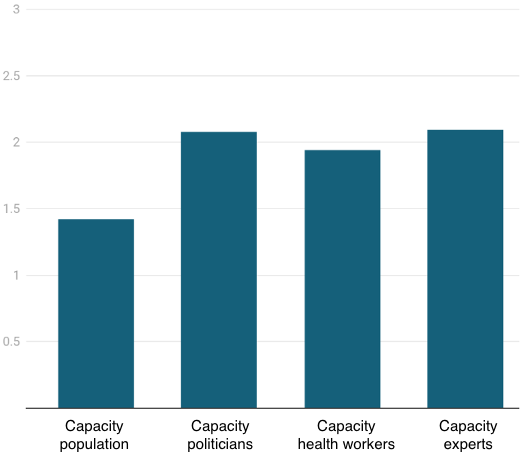 3
2.5
2
1.5
1
0.5
Capacity population
Capacity politicians
Capacity health workers
Capacity experts